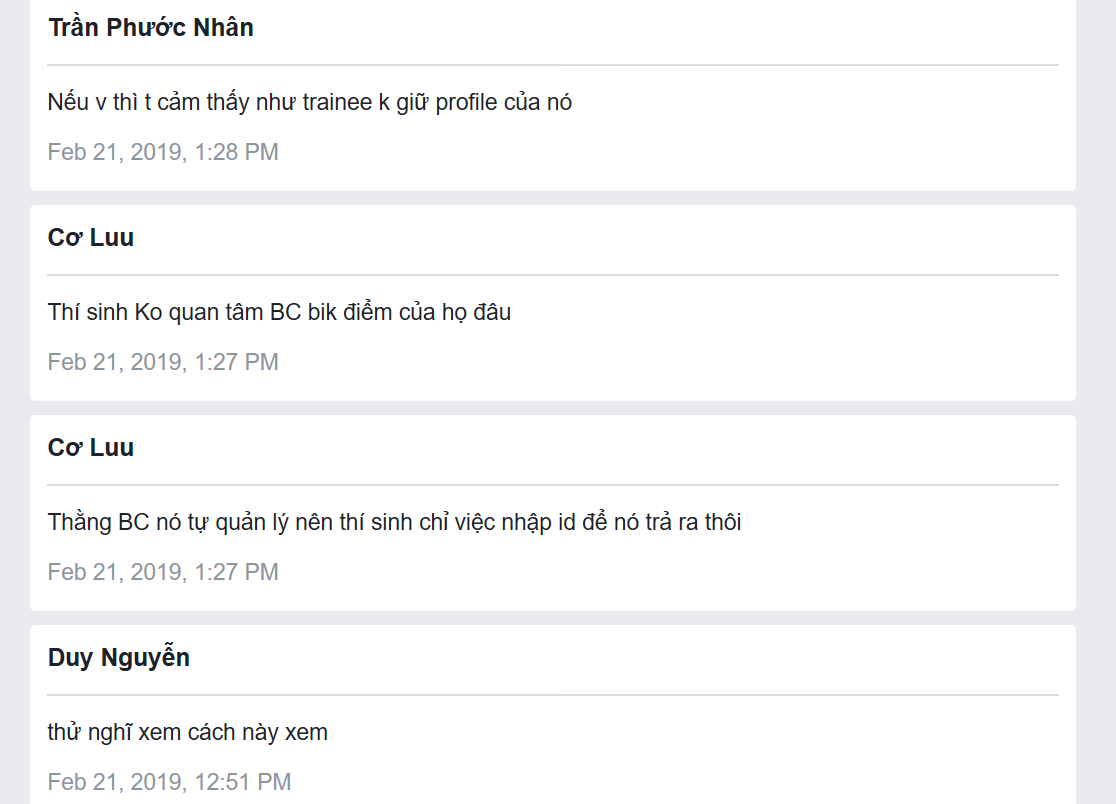 Trần Phước Nhân
Nếu v thì t cảm thấy như trainee k giữ profile của nó
Feb 21, 2019, 1:28 PM
Cơ Luu
Thí sinh Ko quan tâm BC bik điểm của họ đâu
Feb 21, 2019, 1:27 PM
Cơ Luu
Thằng BC nó tự quản lý nên thí sinh chỉ việc nhập id để nó trả ra thôi
Feb 21, 2019, 1:27 PM
Duy Nguyễn
thử nghĩ xem cách này xem
Feb 21, 2019, 12:51 PM